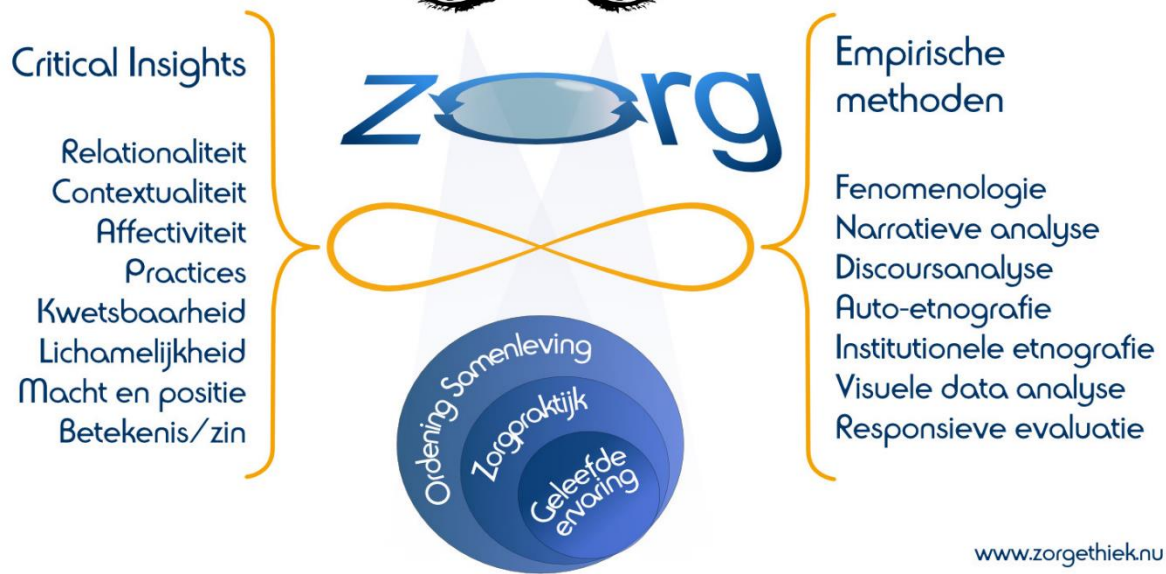 Critical Insights
Relationaliteit
Contextualiteit
Affectiviteit
Practices
Kwetsbaarheid
Lichamelijkheid
Macht en positie
Betekenis/zin
zorg
Ordening Samenleving
Zorgpraktijk
Geleefde
ervaring
Empirische
methoden
Fenomenologie
Narratieve analyse
Discoursanalyse
Auto-etnografie
Institutionele etnografie
Visuele data analyse
Responsieve evaluatie
www.zorgethiek.nu